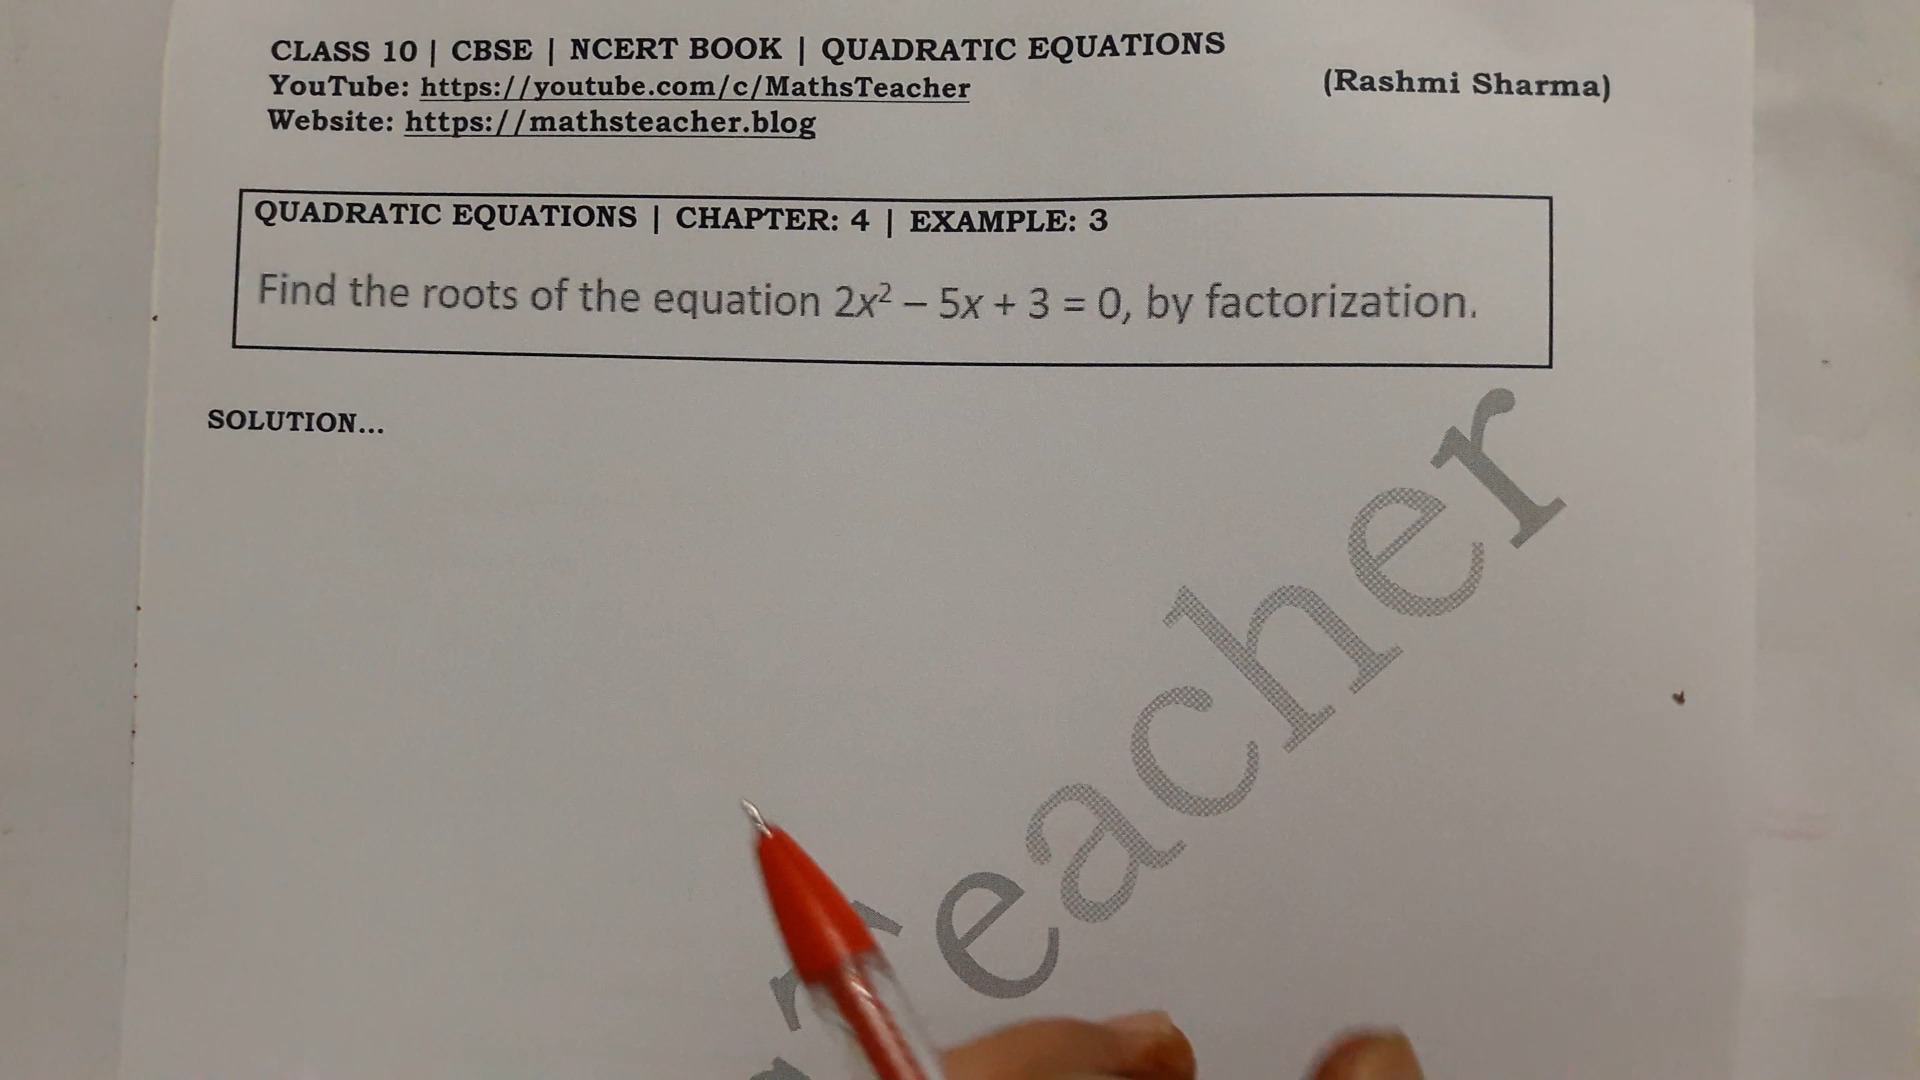 CLASS 10 | CBSE | NCERT BOOK | QUADRATIC EQUATIONS
YouTube: https://youtube.com/c/MathsTeacher
(Rashmi Sharma)
Website: https://mathsteacher.blog
QUADRATIC EQUATIONS | CHAPTER: 4 | EXAMPLE: 3
Find the roots of the equation 2x² – 5x + 3 = 0, by factorization.
SOLUTION...
eacher